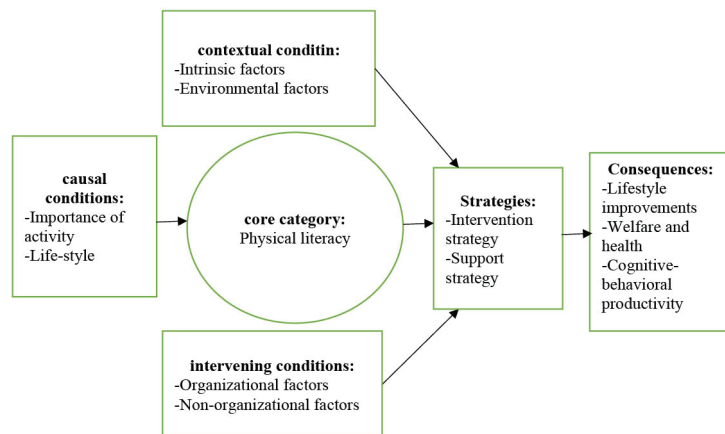 contextual conditin:
-Intrinsic factors
-Environmental factors
causal
conditions:
-Importance of
activity
-Life-style
core category:
Physical literacy
intervening conditions:
-Organizational factors
-Non-organizational factors
Strategies:
-Intervention
strategy
-Support
strategy
Consequences:
-Lifestyle
improvements
-Welfare and
health
-Cognitive-
behavioral
productivity